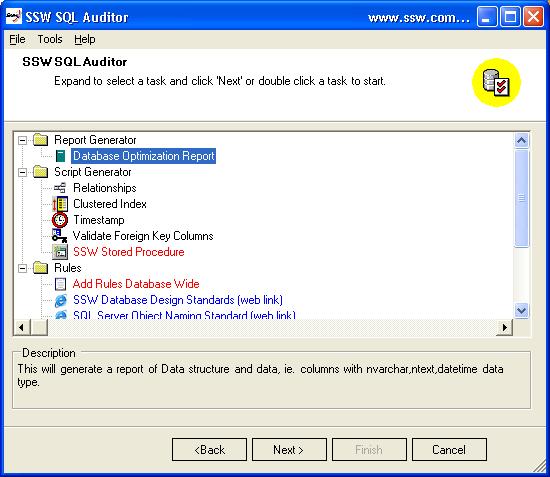 SSW SQL Auditor www.ssw.com...
File Tools Help
SSW SQL Auditor
Expand to select a task and click 'Next' or double click a task to start.
Report Generator
Database Optimization Report
Script Generator
Relationships
Clustered Index
Timestamp
Validate Foreign Key Columns
SSW Stored Procedure
Rules
Add Rules Database Wide
SSW Database Design Standards (web link)
SQL Server Object Naming Standard (web link)
Description
This will generate a report of Data structure and data, ie. columns with nvarchar,ntext,datetime data
type.
<Back Next > Finish Cancel